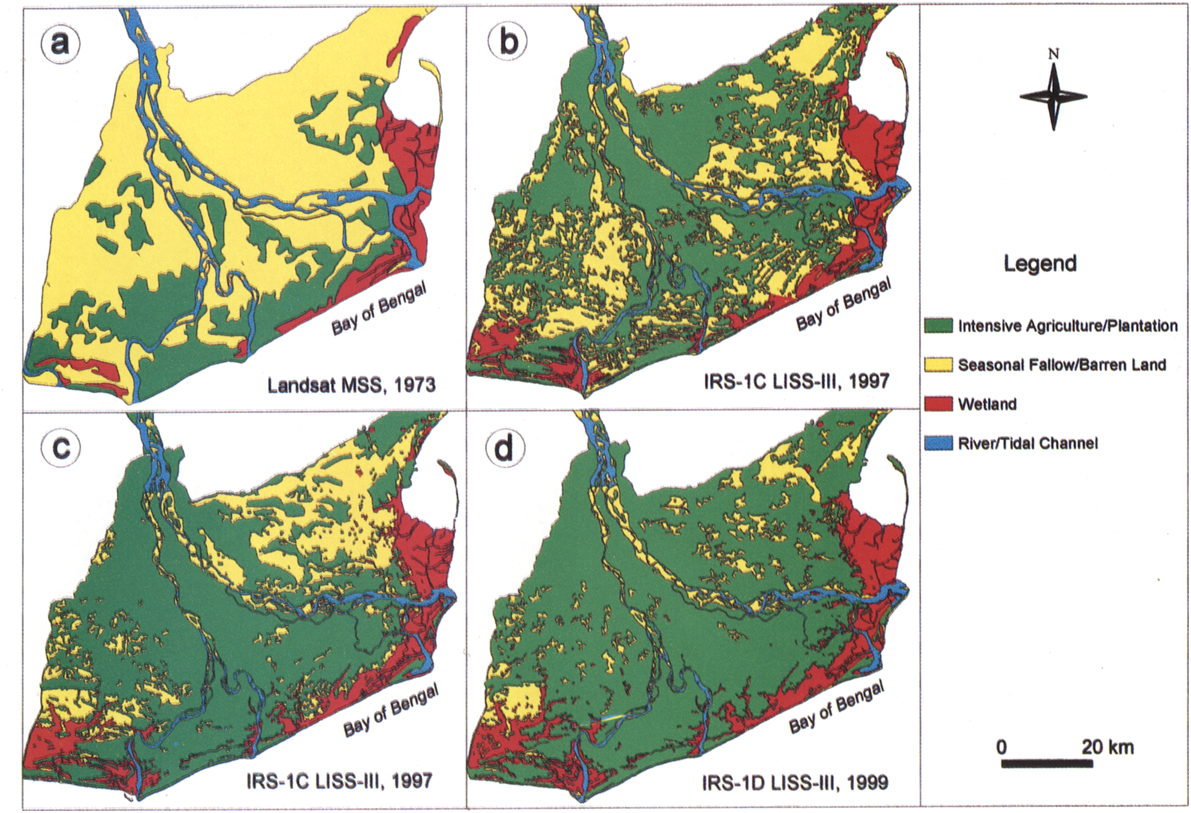 a
Bay of Bengal
Landsat MSS, 1973
b
Bay of Bengal
IRS-1C LISS-III, 1997
c
Bay of Bengal
IRS-1C LISS-III, 1997
d
Bay of Bengal
IRS-1D LISS-III, 1999
N
Legend
Intensive Agriculture/Plantation
Seasonal Fallow/Barren Land
Wetland
River/Tidal Channel
0 20 km